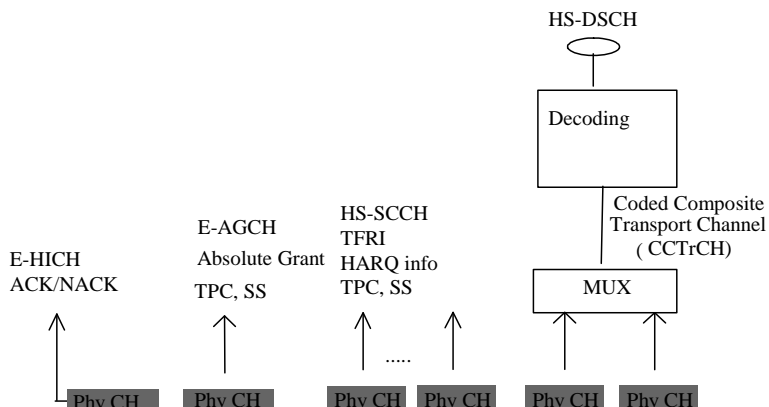 HS-DSCH
Decoding
Coded Composite
Transport Channel
( CCTrCH)
E-HICH
ACK/NACK
E-AGCH
Absolute Grant
TPC, SS
HS-SCCH
TFRI
HARQ info
TPC, SS
MUX
.....
Phy CH
Phy CH
Phy CH
Phy CH
Phy CH
Phy CH